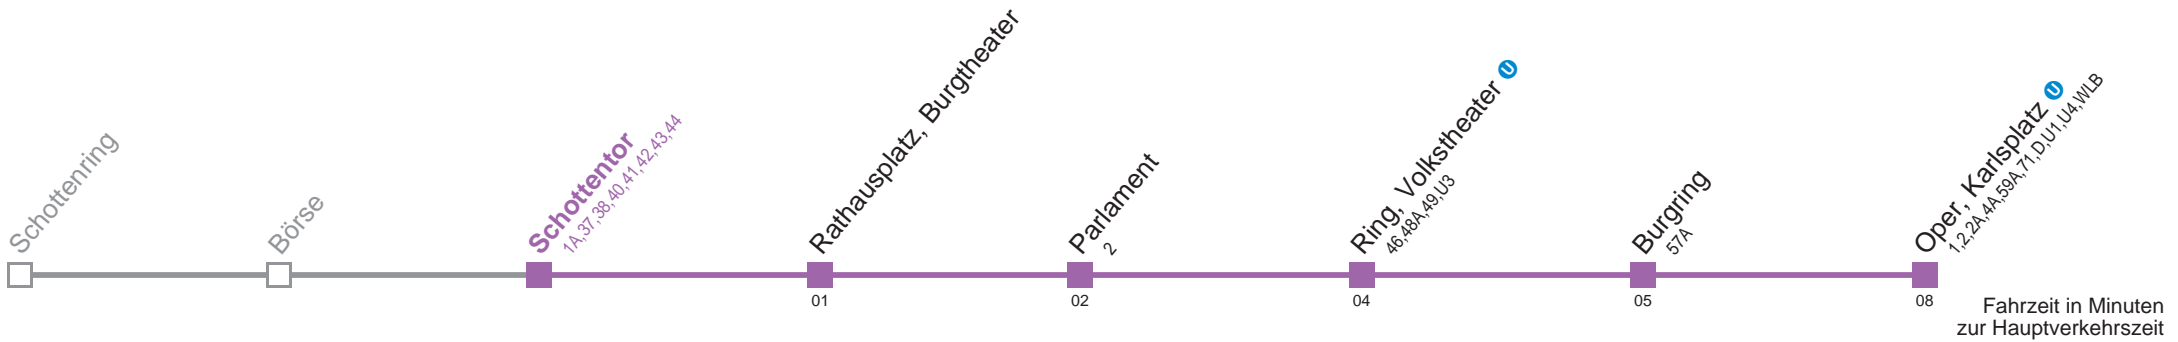 Schottenring
Börse
Schottentor
1A,37,38,40,41,42,43,44
Rathausplatz, Burgtheater
01
Parlament
2
02
Ring, Volkstheater U
46,48A,49,U3
04
Burgring
57A
05
Oper, Karlsplatz U
1,2,2A,4A,59A,71,D,U1,U4,WLB
08
Fahrzeit in Minuten
zur Hauptverkehrszeit